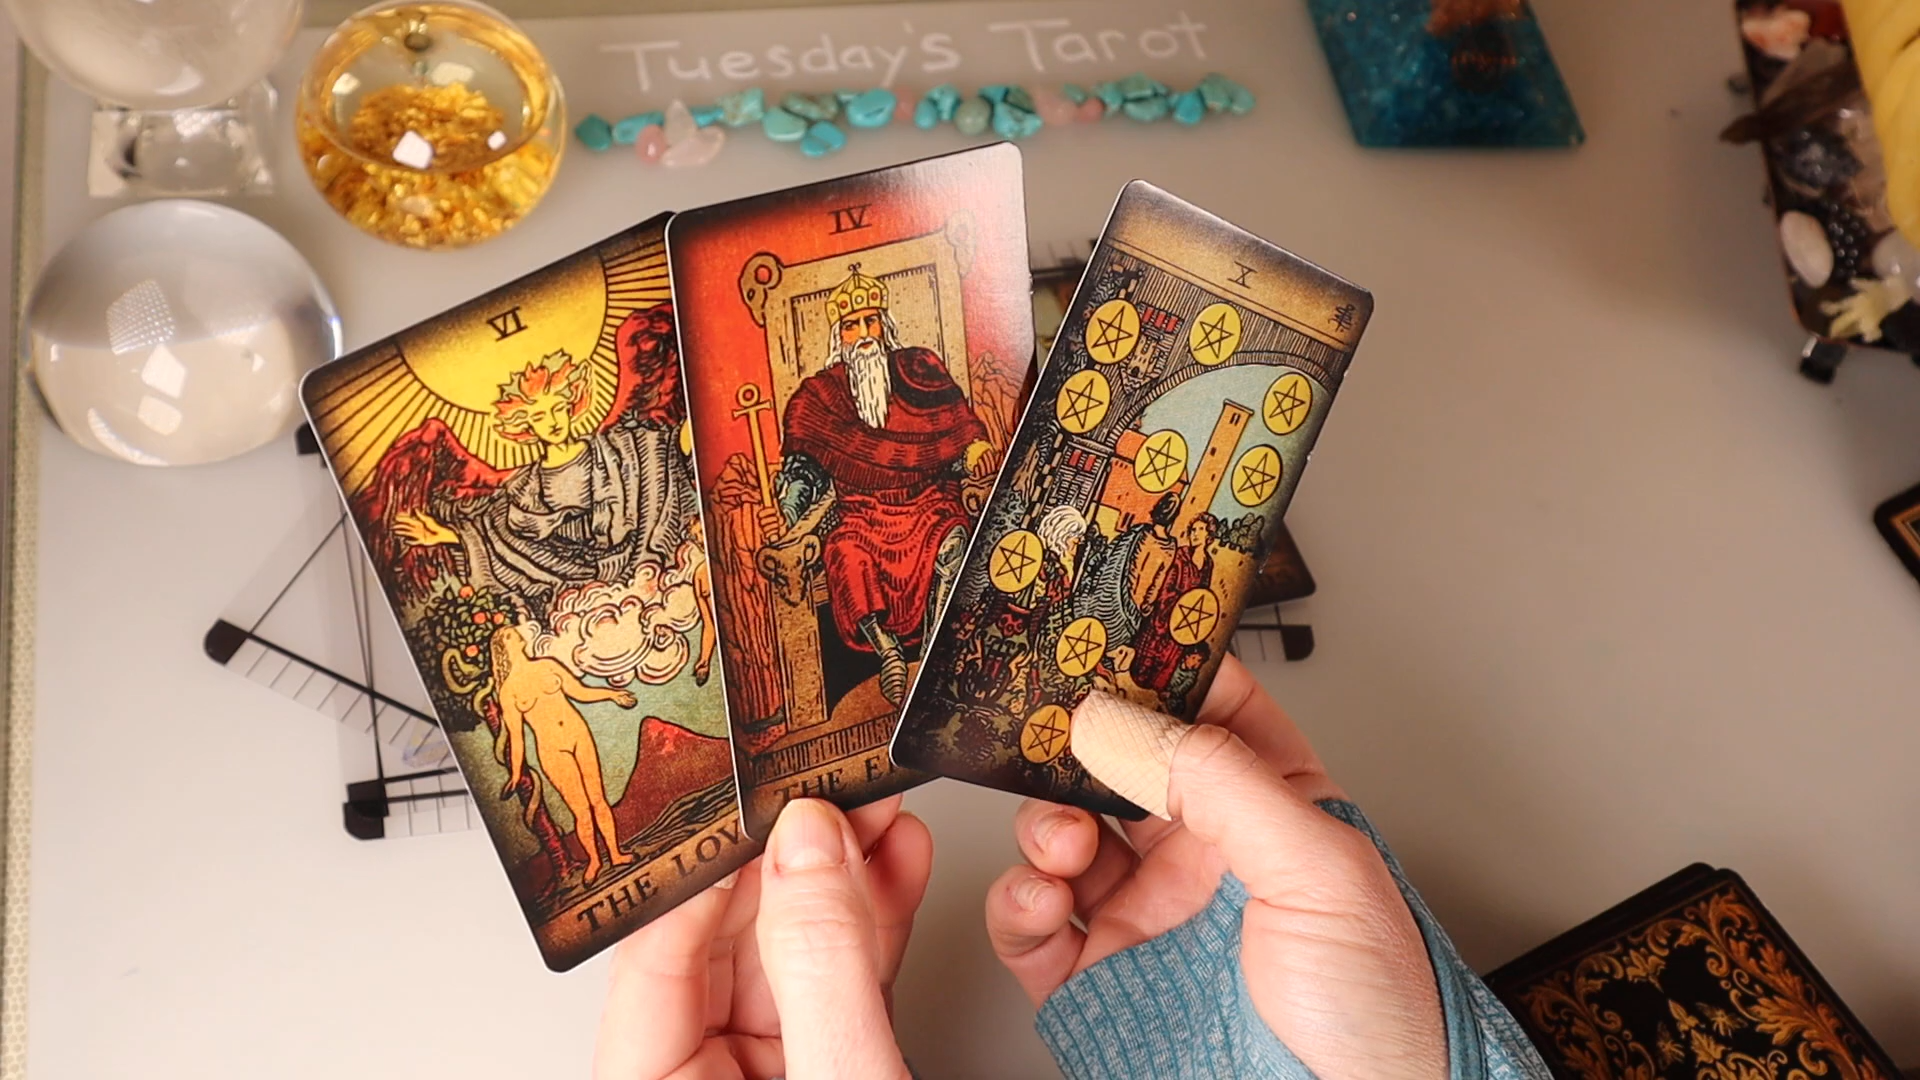 Tuesday's Tarot
VI
IV
X
THE LOV
THE E